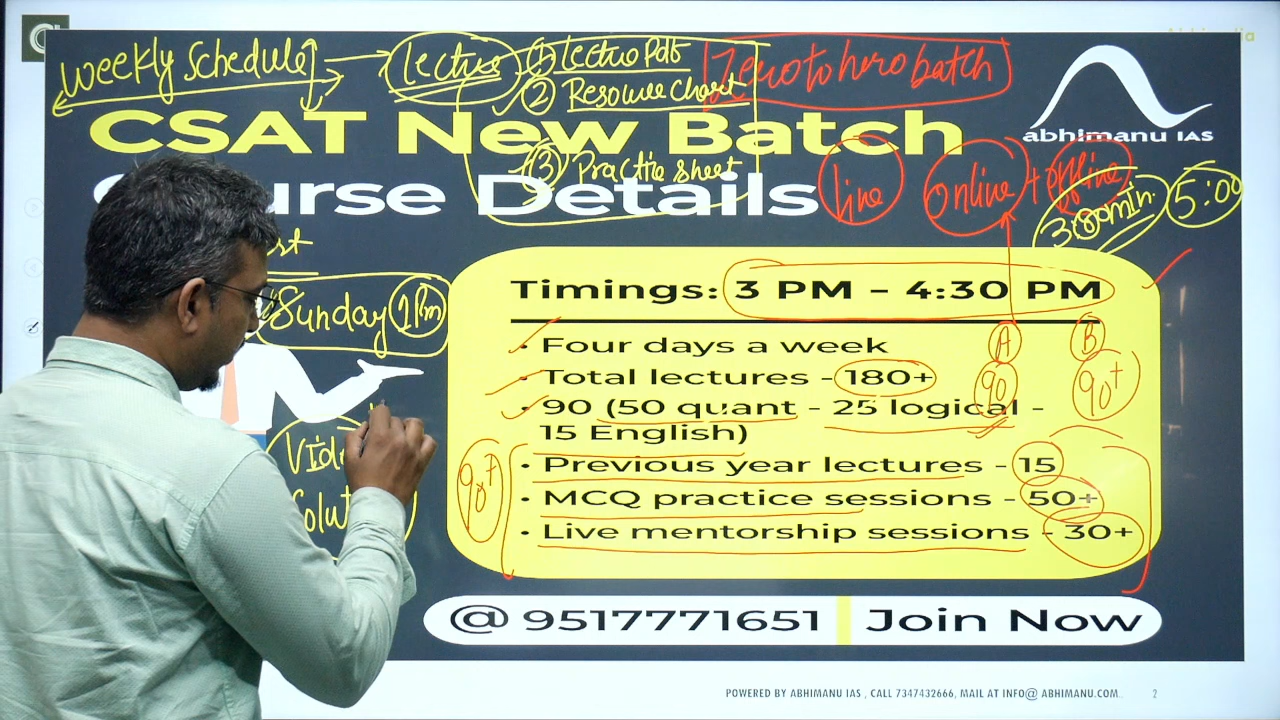 Weekly Schedule → Lecture
① Lecture Pdf
② Resource Chart
③ Practice Sheet
Zero to hero batch
abhimanu IAS
CSAT New Batch
urse Details
line
Online + offline
5:00
Sunday 1 Pm
Timings: 3 PM - 4:30 PM
• Four days a week
A B
• Total lectures - 180+
90 90+
• 90 (50 quant - 25 logical -
15 English)
90+
• Previous year lectures - 15
• MCQ practice sessions - 50+
• Live mentorship sessions - 30+
@ 9517771651 Join Now
POWERED BY ABHIMANU IAS , CALL 7347432666, MAIL AT INFO@ ABHIMANU.COM.
2